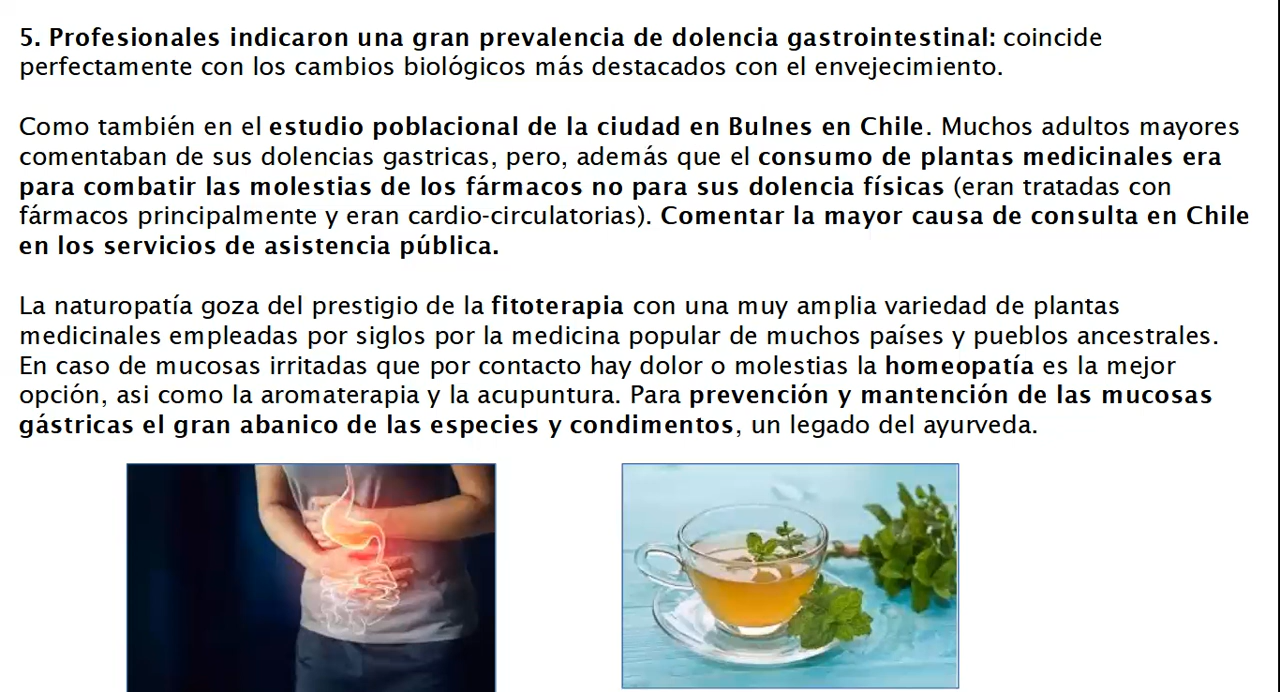 5. Profesionales indicaron una gran prevalencia de dolencia gastrointestinal: coincide
perfectamente con los cambios biológicos más destacados con el envejecimiento.
Como también en el estudio poblacional de la ciudad en Bulnes en Chile. Muchos adultos mayores
comentaban de sus dolencias gastricas, pero, además que el consumo de plantas medicinales era
para combatir las molestias de los fármacos no para sus dolencia físicas (eran tratadas con
fármacos principalmente y eran cardio-circulatorias). Comentar la mayor causa de consulta en Chile
en los servicios de asistencia pública.
La naturopatía goza del prestigio de la fitoterapia con una muy amplia variedad de plantas
medicinales empleadas por siglos por la medicina popular de muchos países y pueblos ancestrales.
En caso de mucosas irritadas que por contacto hay dolor o molestias la homeopatía es la mejor
opción, asi como la aromaterapia y la acupuntura. Para prevención y mantención de las mucosas
gástricas el gran abanico de las especies y condimentos, un legado del ayurveda.